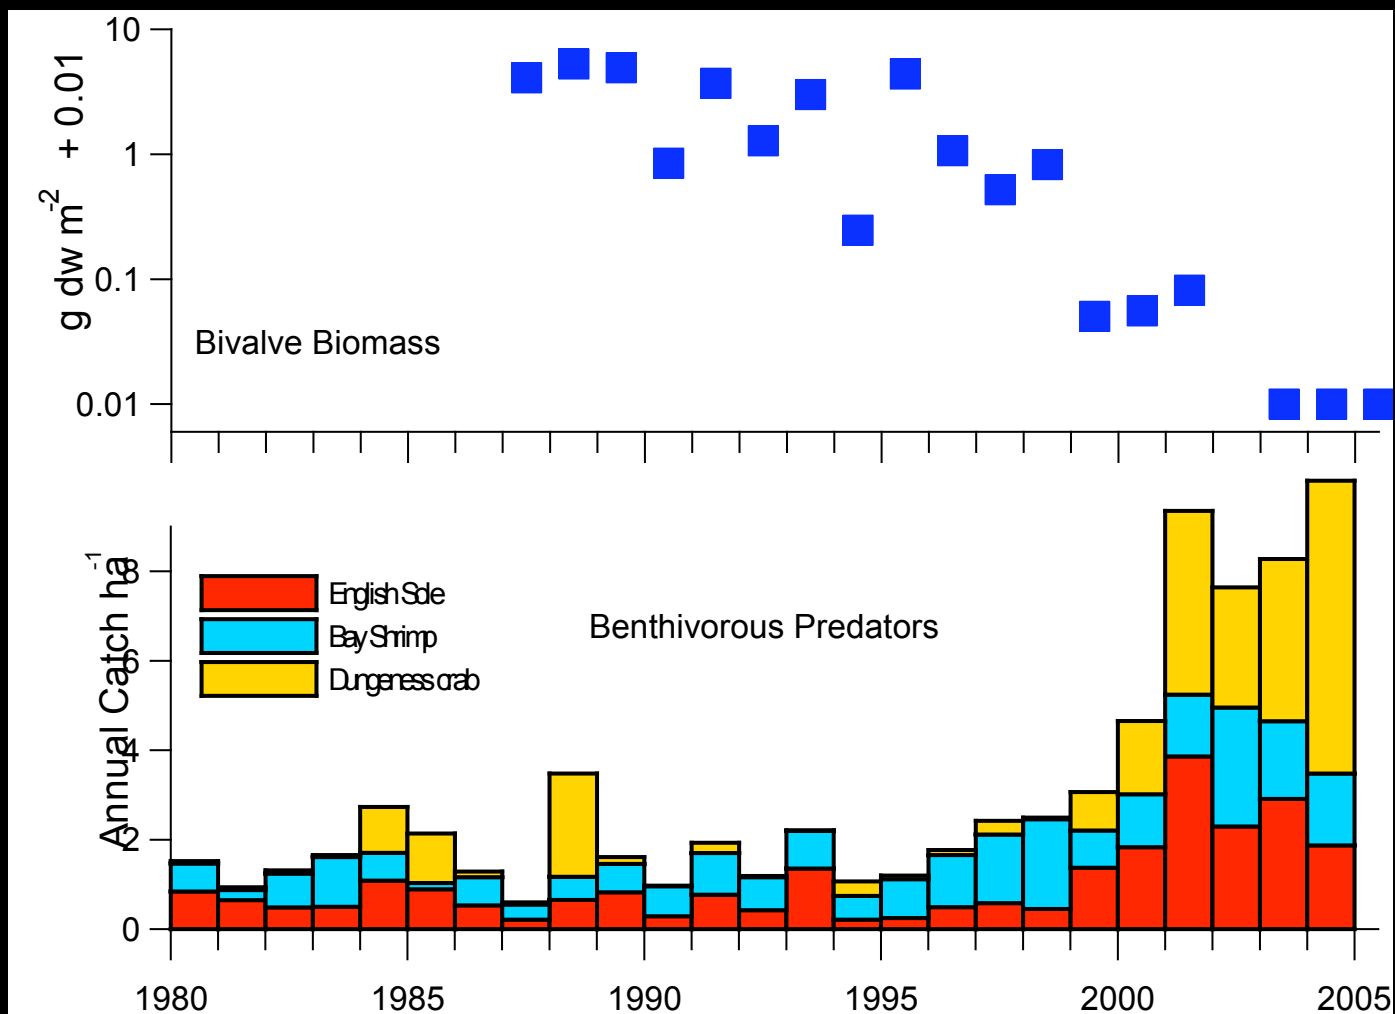 10
1
0.1
0.01
g dw m-2 + 0.01
Bivalve Biomass
Annual Catch ha-1
8
6
4
2
0
English Sole
Bay Shrimp
Dungeness crab
Benthivorous Predators
1980 1985 1990 1995 2000 2005